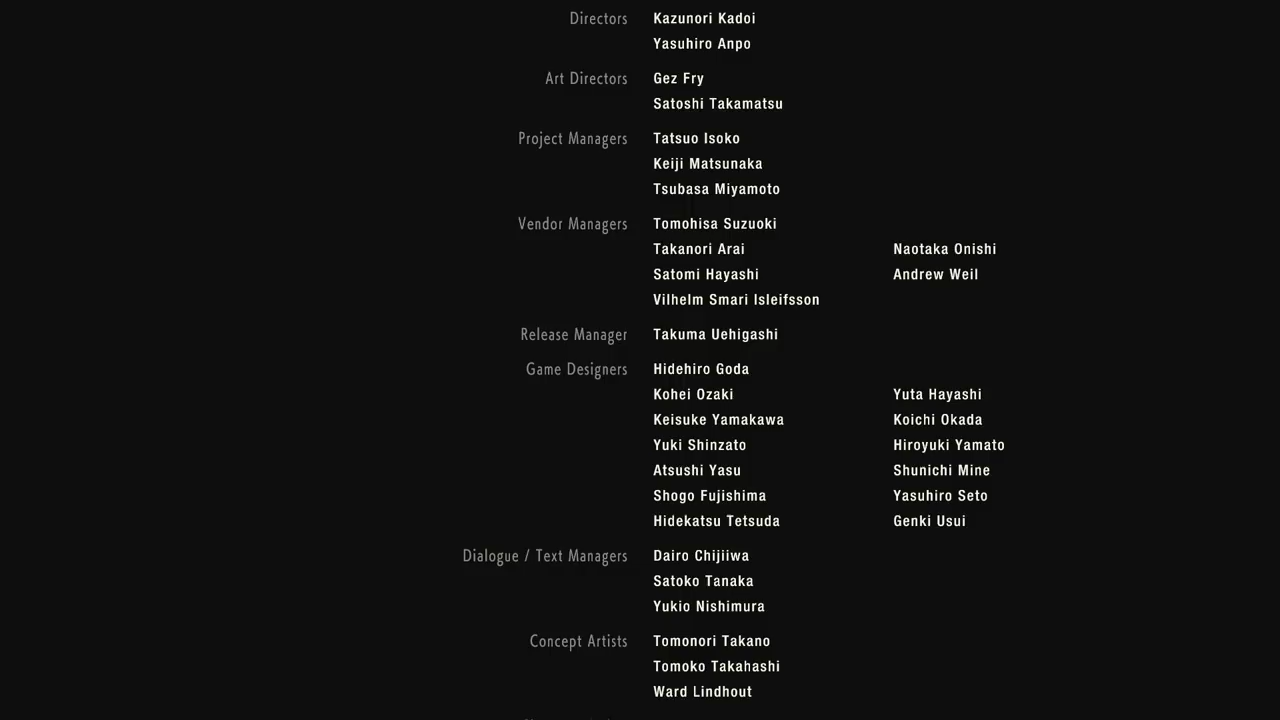 Directors Kazunori Kadoi
Yasuhiro Anpo
Art Directors Gez Fry
Satoshi Takamatsu
Project Managers Tatsuo Isoko
Keiji Matsunaka
Tsubasa Miyamoto
Vendor Managers Tomohisa Suzuoki
Takanori Arai Naotaka Onishi
Satomi Hayashi Andrew Weil
Vilhelm Smari Isleifsson
Release Manager Takuma Uehigashi
Game Designers Hidehiro Goda
Kohei Ozaki Yuta Hayashi
Keisuke Yamakawa Koichi Okada
Yuki Shinzato Hiroyuki Yamato
Atsushi Yasu Shunichi Mine
Shogo Fujishima Yasuhiro Seto
Hidekatsu Tetsuda Genki Usui
Dialogue / Text Managers Dairo Chijiiwa
Satoko Tanaka
Yukio Nishimura
Concept Artists Tomonori Takano
Tomoko Takahashi
Ward Lindhout